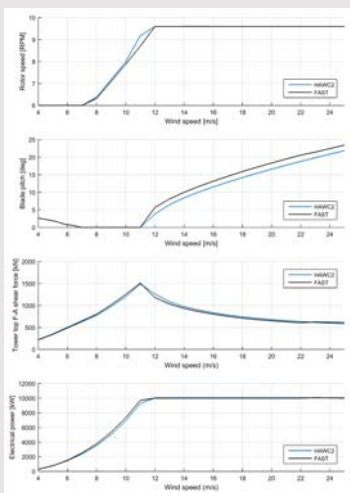 10
9
8
7
6
Rotor speed [RPM]
HAWC2
FAST
4 6 8 10 12 14 16 18 20 22 24
Wind speed [m/s]
25
20
15
10
5
0
Blade pitch [deg]
HAWC2
FAST
4 6 8 10 12 14 16 18 20 22 24
Wind speed [m/s]
2000
1500
1000
500
0
Tower top F-A shear force [kN]
HAWC2
FAST
4 6 8 10 12 14 16 18 20 22 24
Wind speed (m/s)
12000
10000
8000
6000
4000
2000
0
Electrical power [kW]
HAWC2
FAST
4 6 8 10 12 14 16 18 20 22 24
Wind speed (m/s)